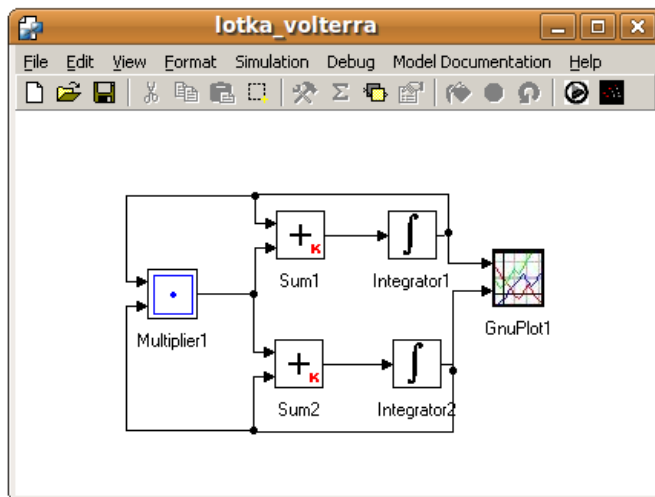 lotka_volterra
File Edit View Format Simulation Debug Model Documentation Help
Sum1
Integrator1
Multiplier1
GnuPlot1
Sum2
Integrator2